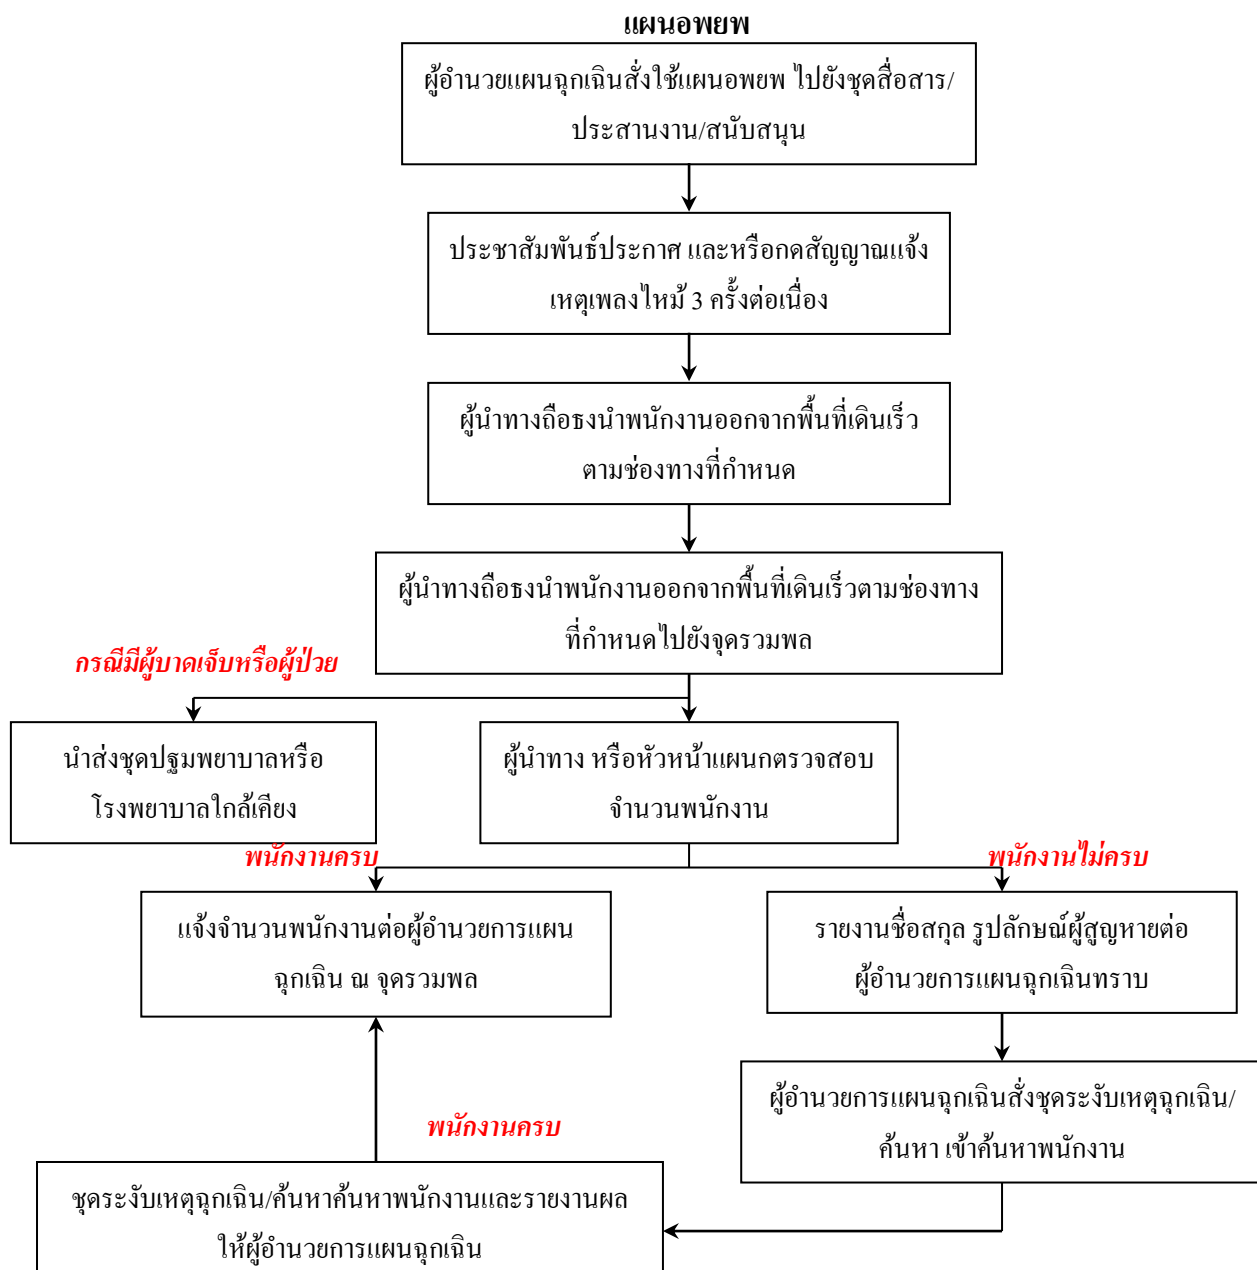 แผนอพยพ
ผู้อำนวยแผนฉุกเฉินสั่งใช้แผนอพยพ ไปยังชุดสื่อสาร/
ประสานงาน/สนับสนุน
ประชาสัมพันธ์ประกาศ และหรือกดสัญญาณแจ้ง
เหตุเพลงไหม้ 3 ครั้งต่อเนื่อง
ผู้นำทางถือธงนำพนักงานออกจากพื้นที่เดินเร็ว
ตามช่องทางที่กำหนด
ผู้นำทางถือธงนำพนักงานออกจากพื้นที่เดินเร็วตามช่องทาง
ที่กำหนดไปยังจุดรวมพล
กรณีมีผู้บาดเจ็บหรือผู้ป่วย
นำส่งชุดปฐมพยาบาลหรือ
โรงพยาบาลใกล้เคียง
ผู้นำทาง หรือหัวหน้าแผนกตรวจสอบ
จำนวนพนักงาน
พนักงานครบ
พนักงานไม่ครบ
แจ้งจำนวนพนักงานต่อผู้อำนวยการแผน
ฉุกเฉิน ณ จุดรวมพล
รายงานชื่อสกุล รูปลักษณ์ผู้สูญหายต่อ
ผู้อำนวยการแผนฉุกเฉินทราบ
ผู้อำนวยการแผนฉุกเฉินสั่งชุดระงับเหตุฉุกเฉิน/
ค้นหา เข้าค้นหาพนักงาน
พนักงานครบ
ชุดระงับเหตุฉุกเฉิน/ค้นหาค้นหาพนักงานและรายงานผล
ให้ผู้อำนวยการแผนฉุกเฉิน